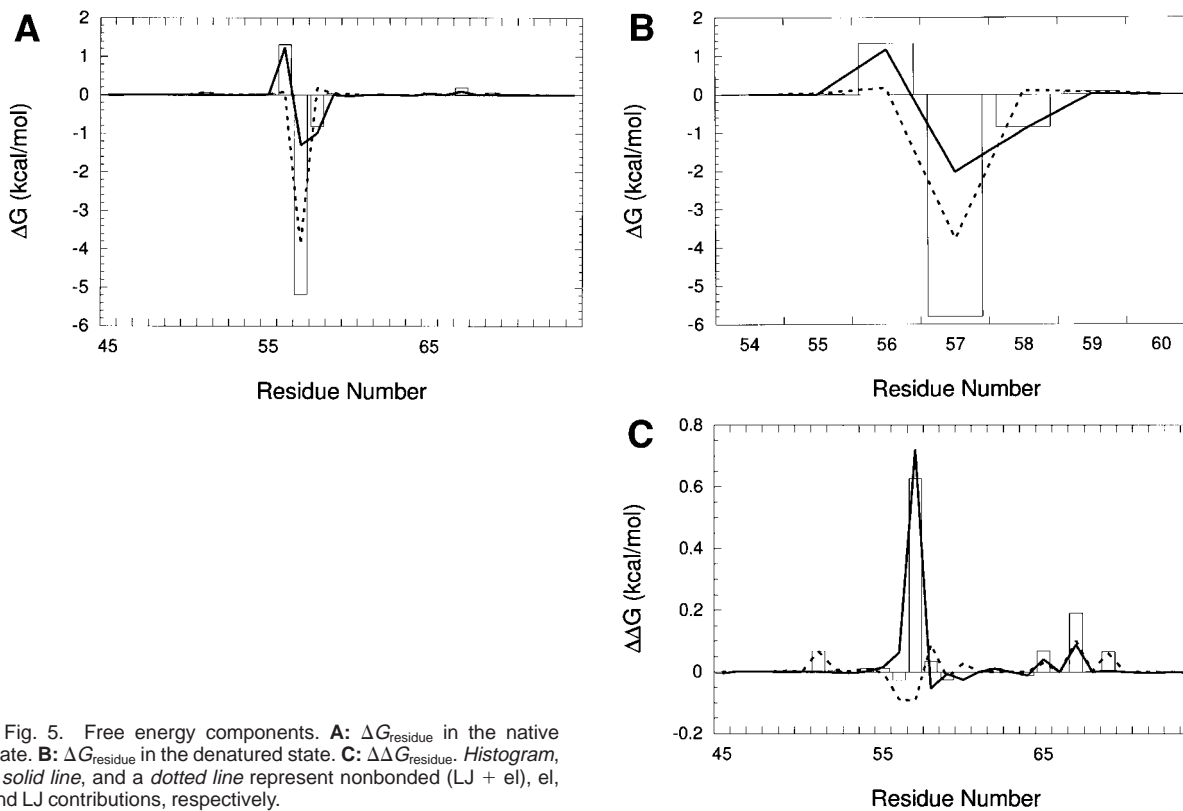 A
ΔG (kcal/mol)
2
1
0
-1
-2
-3
-4
-5
-6
45 55 65
Residue Number
B
ΔG (kcal/mol)
2
1
0
-1
-2
-3
-4
-5
-6
54 55 56 57 58 59 60
Residue Number
C
ΔΔG (kcal/mol)
0.8
0.6
0.4
0.2
0
-0.2
45 55 65
Residue Number
Fig. 5. Free energy components. A: ΔGresidue in the native
ate. B: ΔGresidue in the denatured state. C: ΔΔGresidue. Histogram,
solid line, and a dotted line represent nonbonded (LJ + el), el,
nd LJ contributions, respectively.